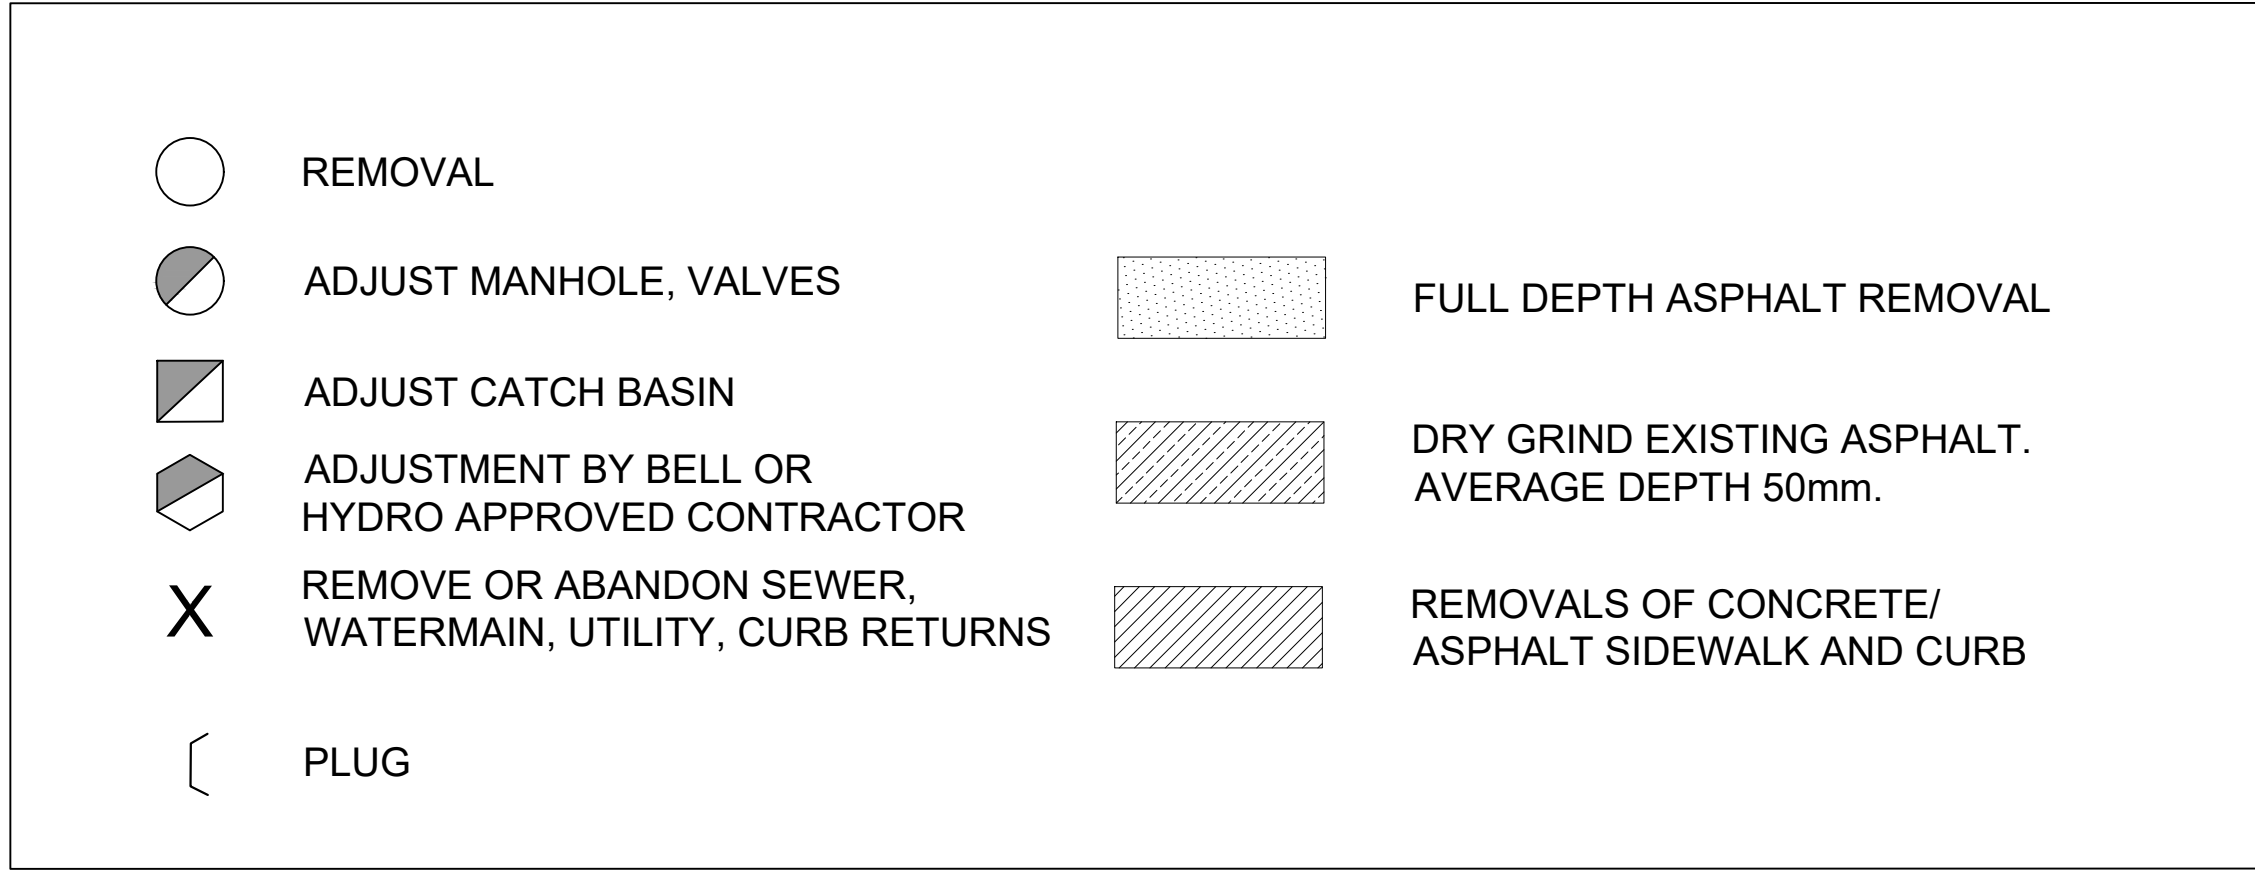 REMOVAL
ADJUST MANHOLE, VALVES
ADJUST CATCH BASIN
ADJUSTMENT BY BELL OR
HYDRO APPROVED CONTRACTOR
X
REMOVE OR ABANDON SEWER,
WATERMAIN, UTILITY, CURB RETURNS
PLUG
FULL DEPTH ASPHALT REMOVAL
DRY GRIND EXISTING ASPHALT.
AVERAGE DEPTH 50mm.
REMOVALS OF CONCRETE/
ASPHALT SIDEWALK AND CURB